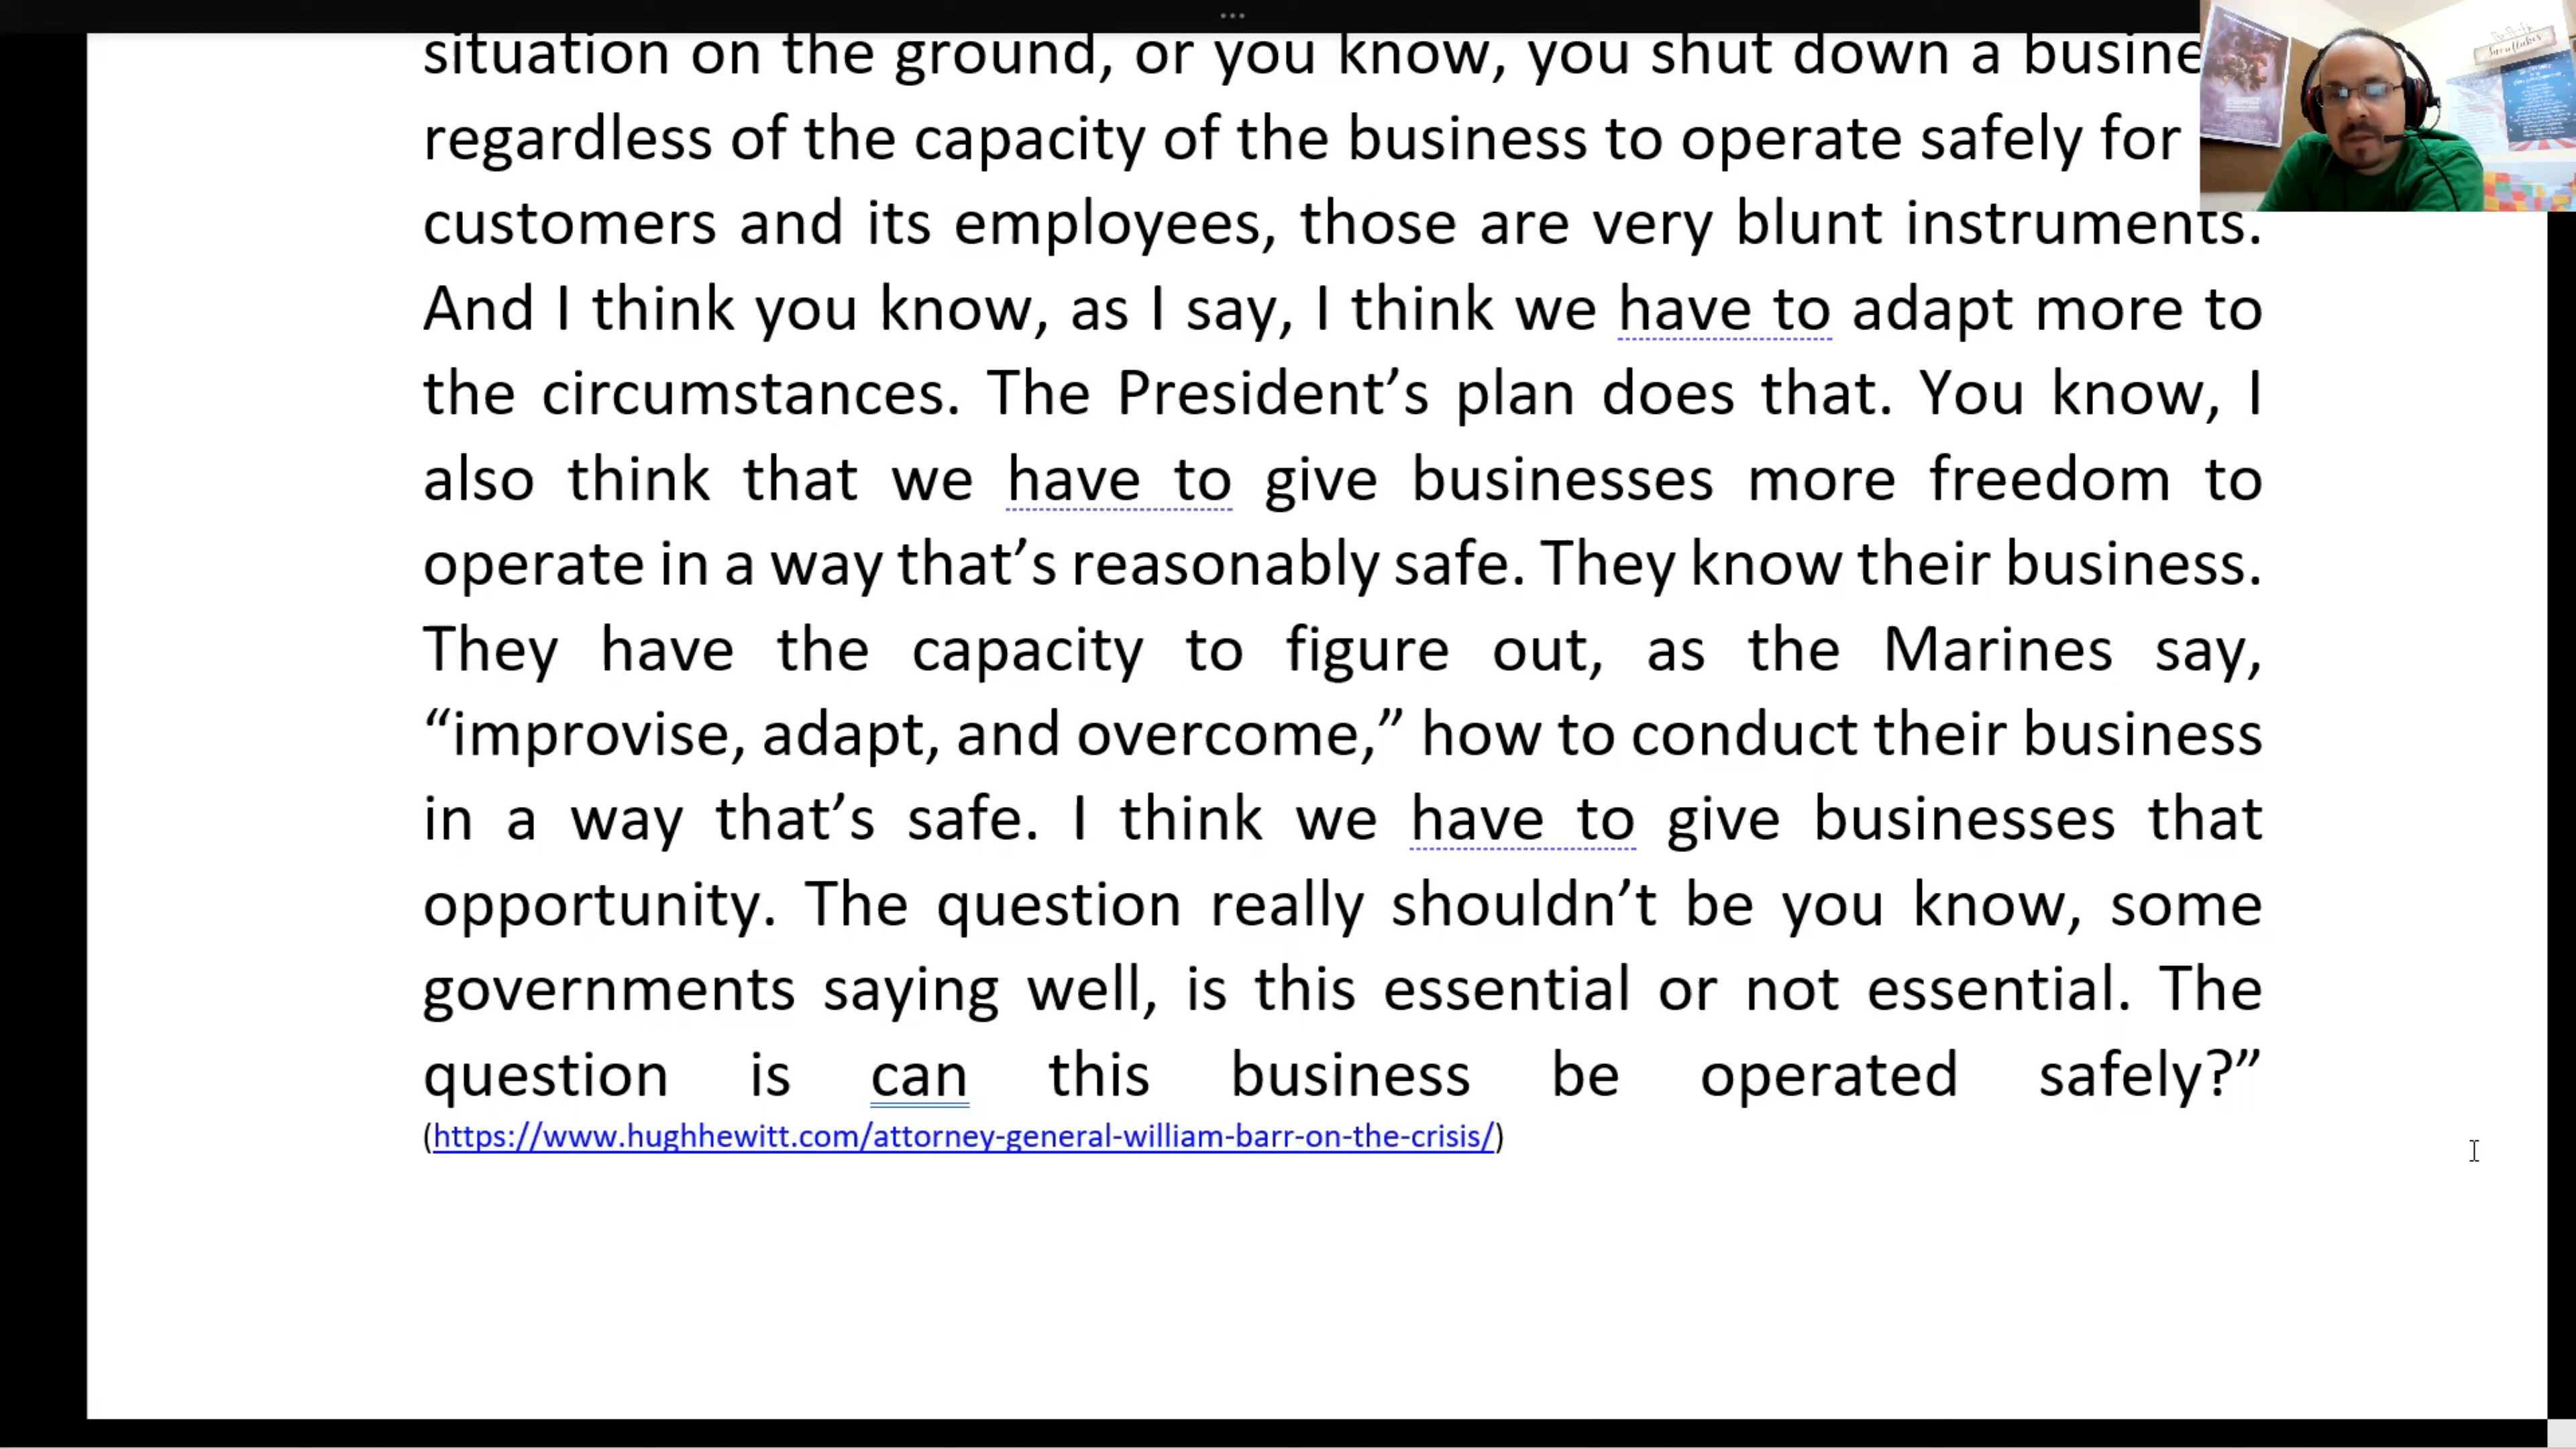 situation on the ground, or you know, you shut down a busine
regardless of the capacity of the business to operate safely for
customers and its employees, those are very blunt instruments.
And I think you know, as I say, I think we have to adapt more to
the circumstances. The President’s plan does that. You know, I
also think that we have to give businesses more freedom to
operate in a way that’s reasonably safe. They know their business.
They have the capacity to figure out, as the Marines say,
“improvise, adapt, and overcome,” how to conduct their business
in a way that’s safe. I think we have to give businesses that
opportunity. The question really shouldn’t be you know, some
governments saying well, is this essential or not essential. The
question is can this business be operated safely?”
(https://www.hughhewitt.com/attorney-general-william-barr-on-the-crisis/)